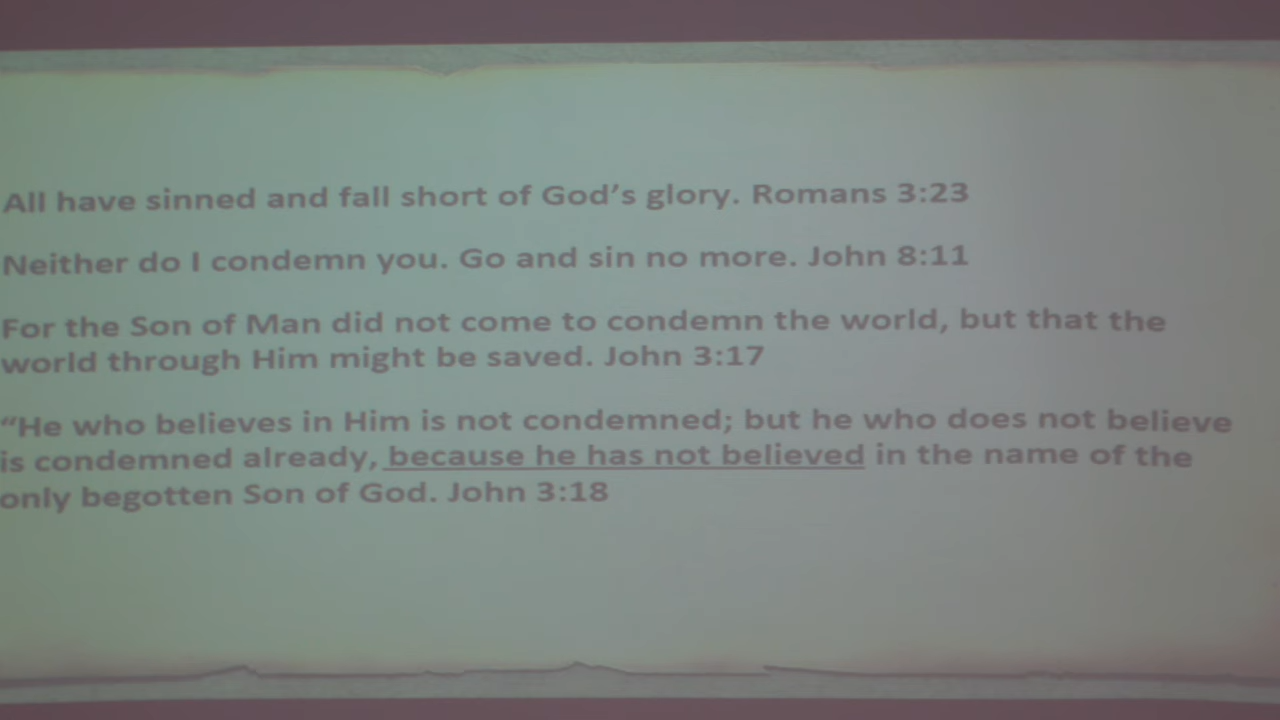 All have sinned and fall short of God’s glory. Romans 3:23
Neither do I condemn you. Go and sin no more. John 8:11
For the Son of Man did not come to condemn the world, but that the
world through Him might be saved. John 3:17
“He who believes in Him is not condemned; but he who does not believe
is condemned already, because he has not believed in the name of the
only begotten Son of God. John 3:18